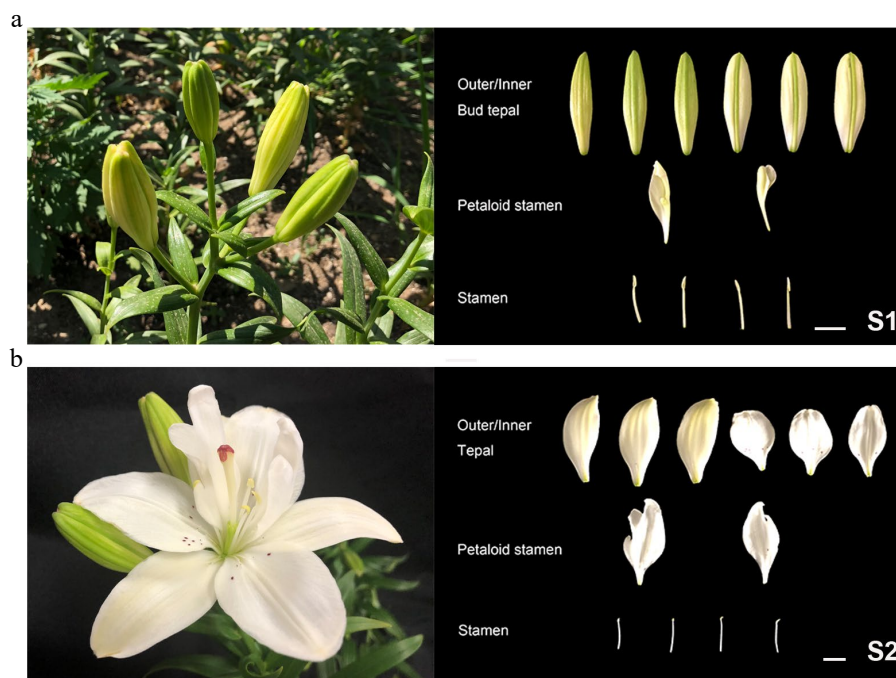 a
Outer/Inner
Bud tepal
Petaloid stamen
Stamen
S1
b
Outer/Inner
Tepal
Petaloid stamen
Stamen
S2